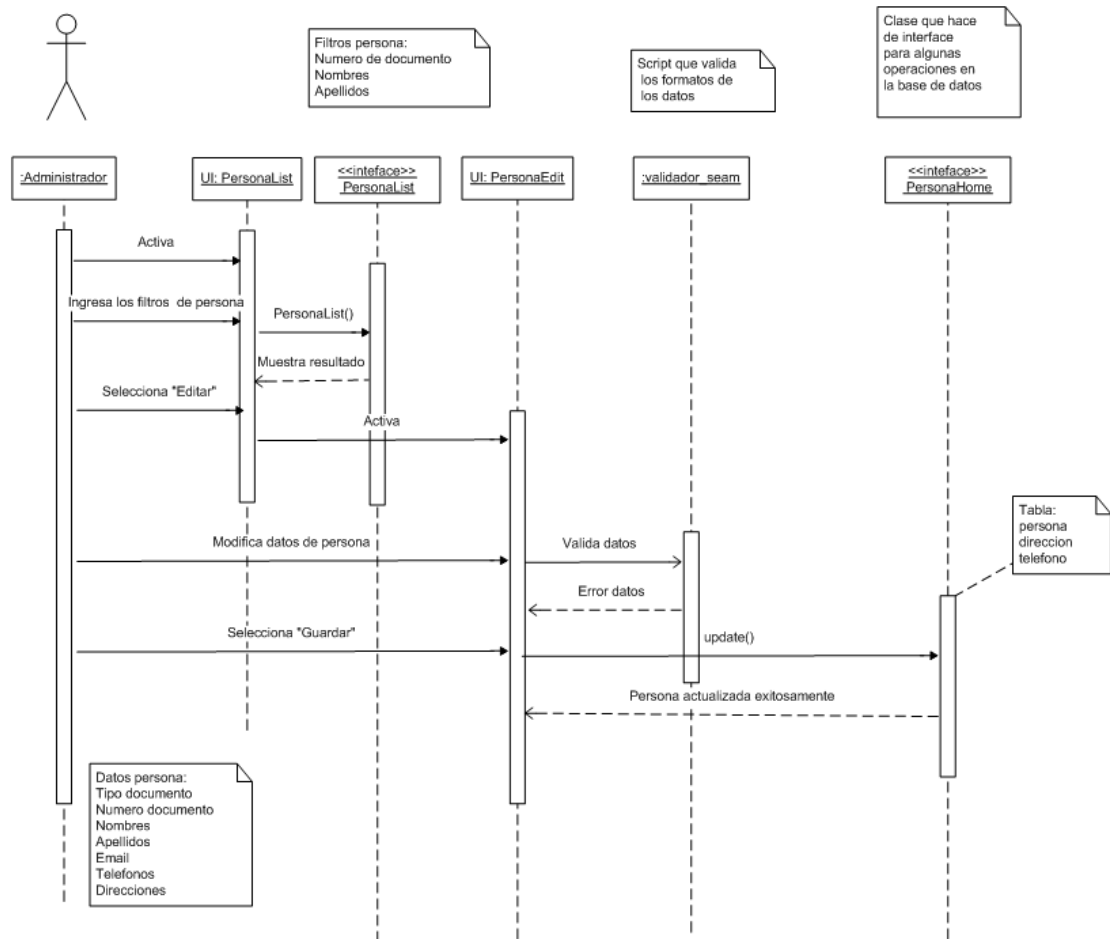 Filtros persona:
Numero de documento
Nombres
Apellidos
Script que valida
los formatos de
los datos
Clase que hace
de interface
para algunas
operaciones en
la base de datos
:Administrador
UI: PersonaList
<<inteface>>
PersonaList
UI: PersonaEdit
:validador_seam
<<inteface>>
PersonaHome
Activa
Ingresa los filtros de persona
PersonaList()
Muestra resultado
Selecciona "Editar"
Activa
Tabla:
persona
direccion
telefono
Modifica datos de persona
Valida datos
Error datos
Selecciona "Guardar"
update()
Persona actualizada exitosamente
Datos persona:
Tipo documento
Numero documento
Nombres
Apellidos
Email
Telefonos
Direcciones